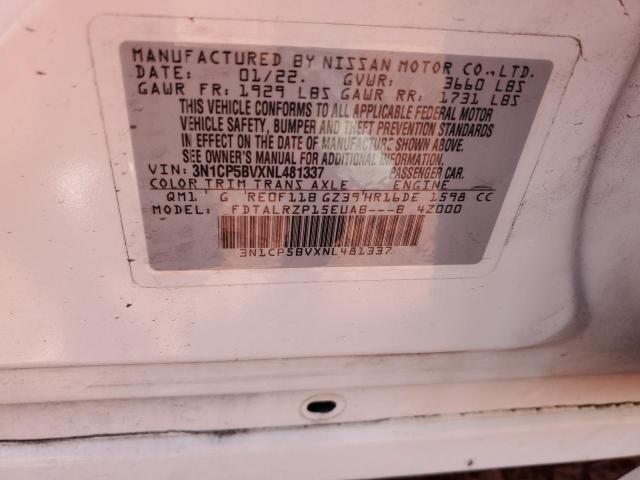 MANUFACTURED BY NISSAN MOTOR CO.,LTD.
DATE: 01/22. GVWR: 3660 LBS
GAWR FR: 1929 LBS GAWR RR: 1731 LBS
THIS VEHICLE CONFORMS TO ALL APPLICABLE FEDERAL MOTOR
VEHICLE SAFETY, BUMPER AND THEFT PREVENTION STANDARDS
IN EFFECT ON THE DATE OF MANUFACTURE SHOWN ABOVE.
SEE OWNER'S MANUAL FOR ADDITIONAL INFORMATION.
VIN: 3N1CP5BVXNL481337 PASSENGER CAR.
COLOR TRIM TRANS AXLE ENGINE
QM1 G RE0F11B GZ39 HR16DE 1598 CC
MODEL: FDTALRZP15EUA8---B 4Z000
3N1CP5BVXNL481337